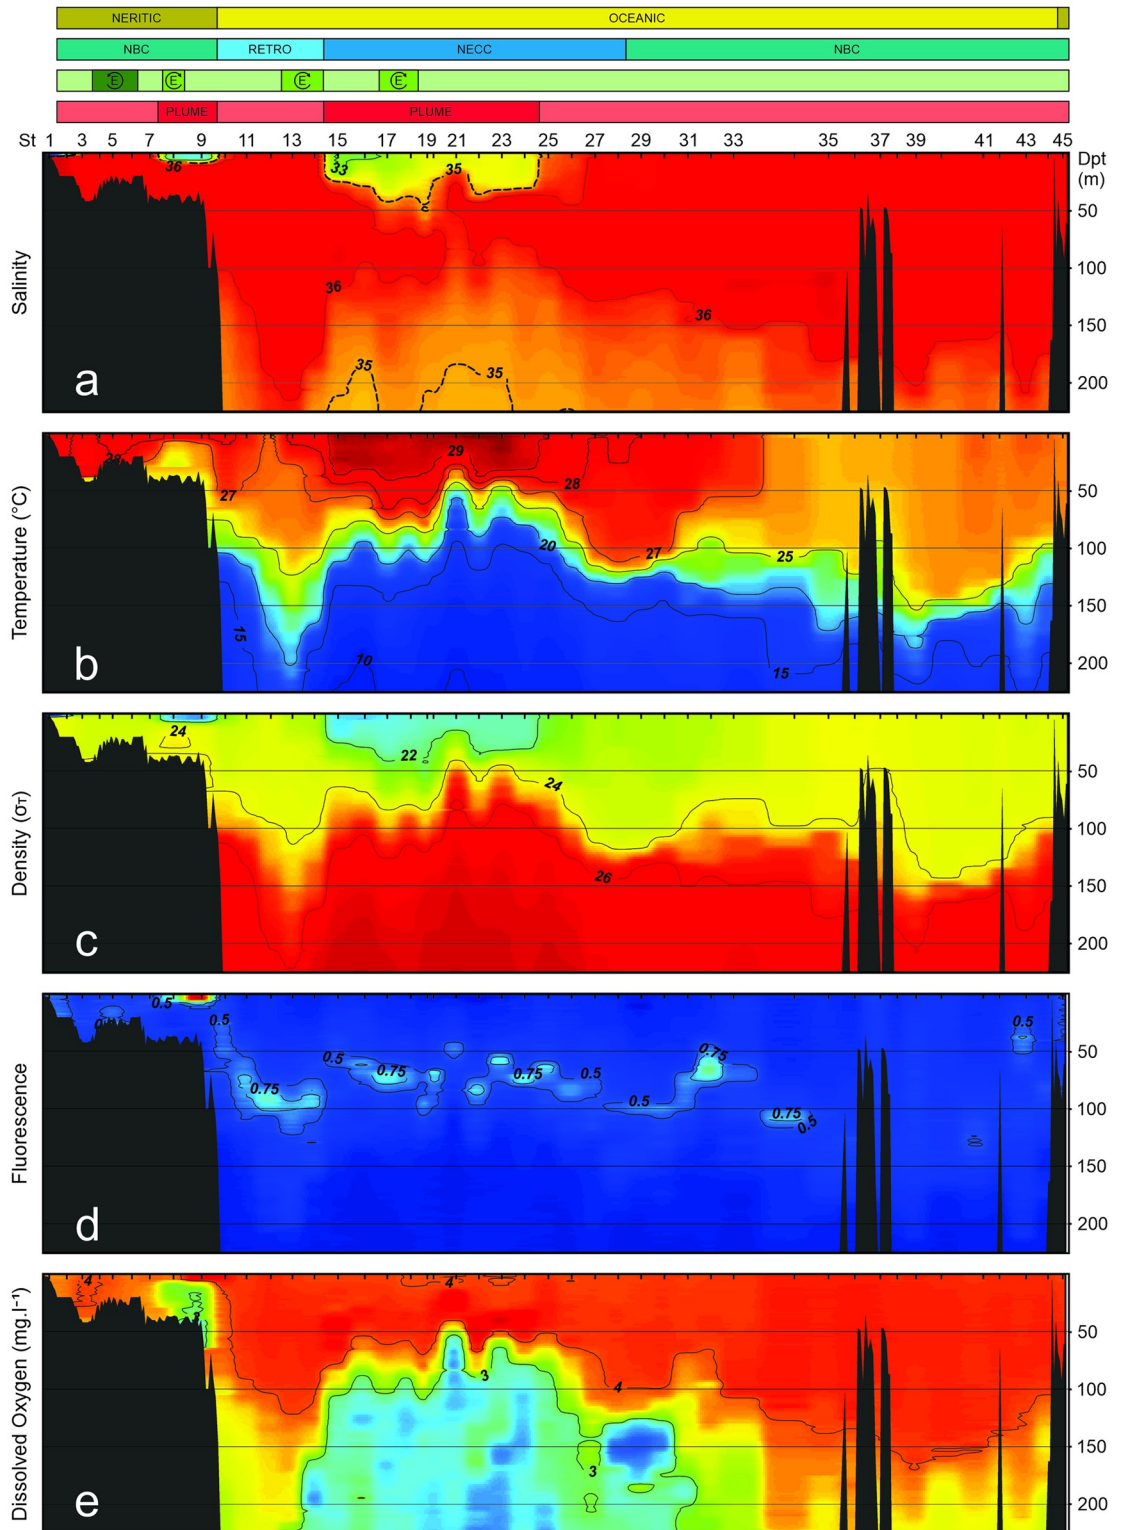 NERITIC OCEANIC
NBC RETRO NECC NBC
E E E E
PLUME PLUME
St 1 3 5 7 9 11 13 15 17 19 21 23 25 27 29 31 33 35 37 39 41 43 45
Dpt
(m)
Salinity
36 33 35
36 36
35 35
50
100
150
200
a
Temperature (°C)
29
27 28
20 27 25
15 10 15
50
100
150
200
b
Density (σT)
24 22 24
26
50
100
150
200
c
Fluorescence
0.5 0.5 0.5
0.5 0.75 0.75 0.5 0.75
0.75 0.5 0.75 0.5
50
100
150
200
d
Dissolved Oxygen (mg.l⁻¹)
4 4
3 4
3
50
100
150
200
e